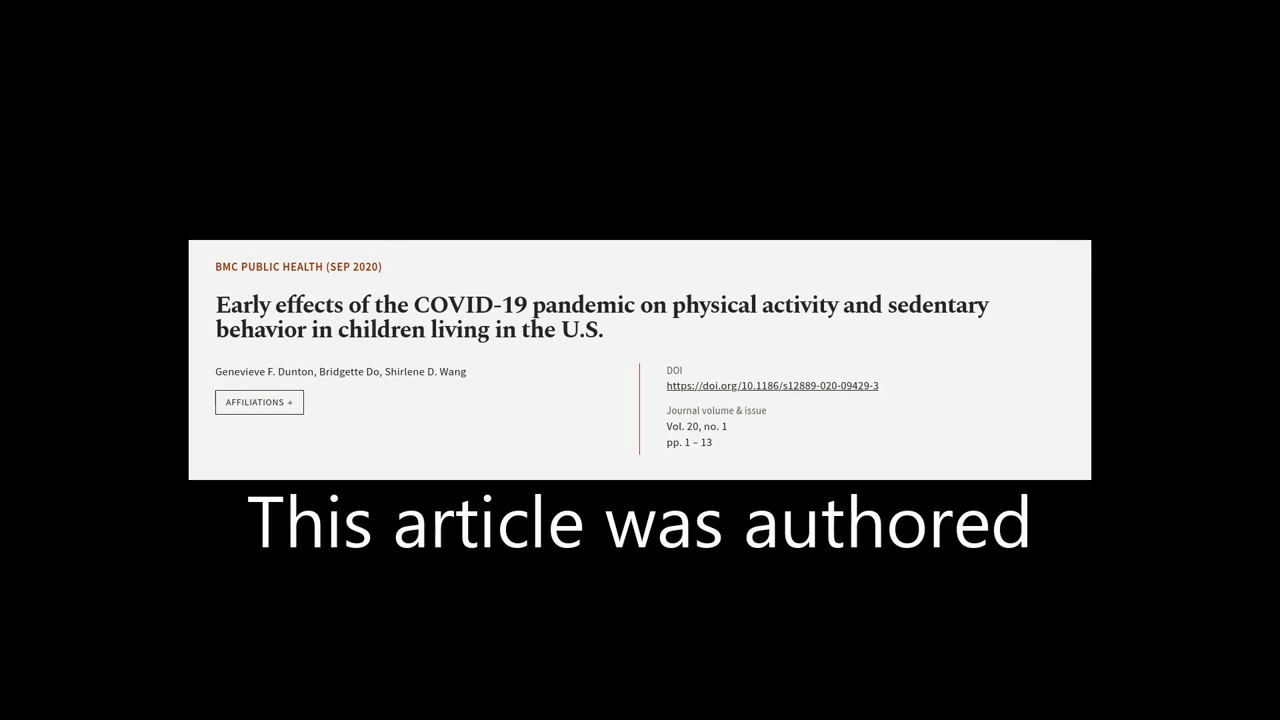 BMC PUBLIC HEALTH (SEP 2020)
Early effects of the COVID-19 pandemic on physical activity and sedentary
behavior in children living in the U.S.
Genevieve F. Dunton, Bridgette Do, Shirlene D. Wang
AFFILIATIONS +
DOI
https://doi.org/10.1186/s12889-020-09429-3
Journal volume & issue
Vol. 20, no. 1
pp. 1 – 13
This article was authored